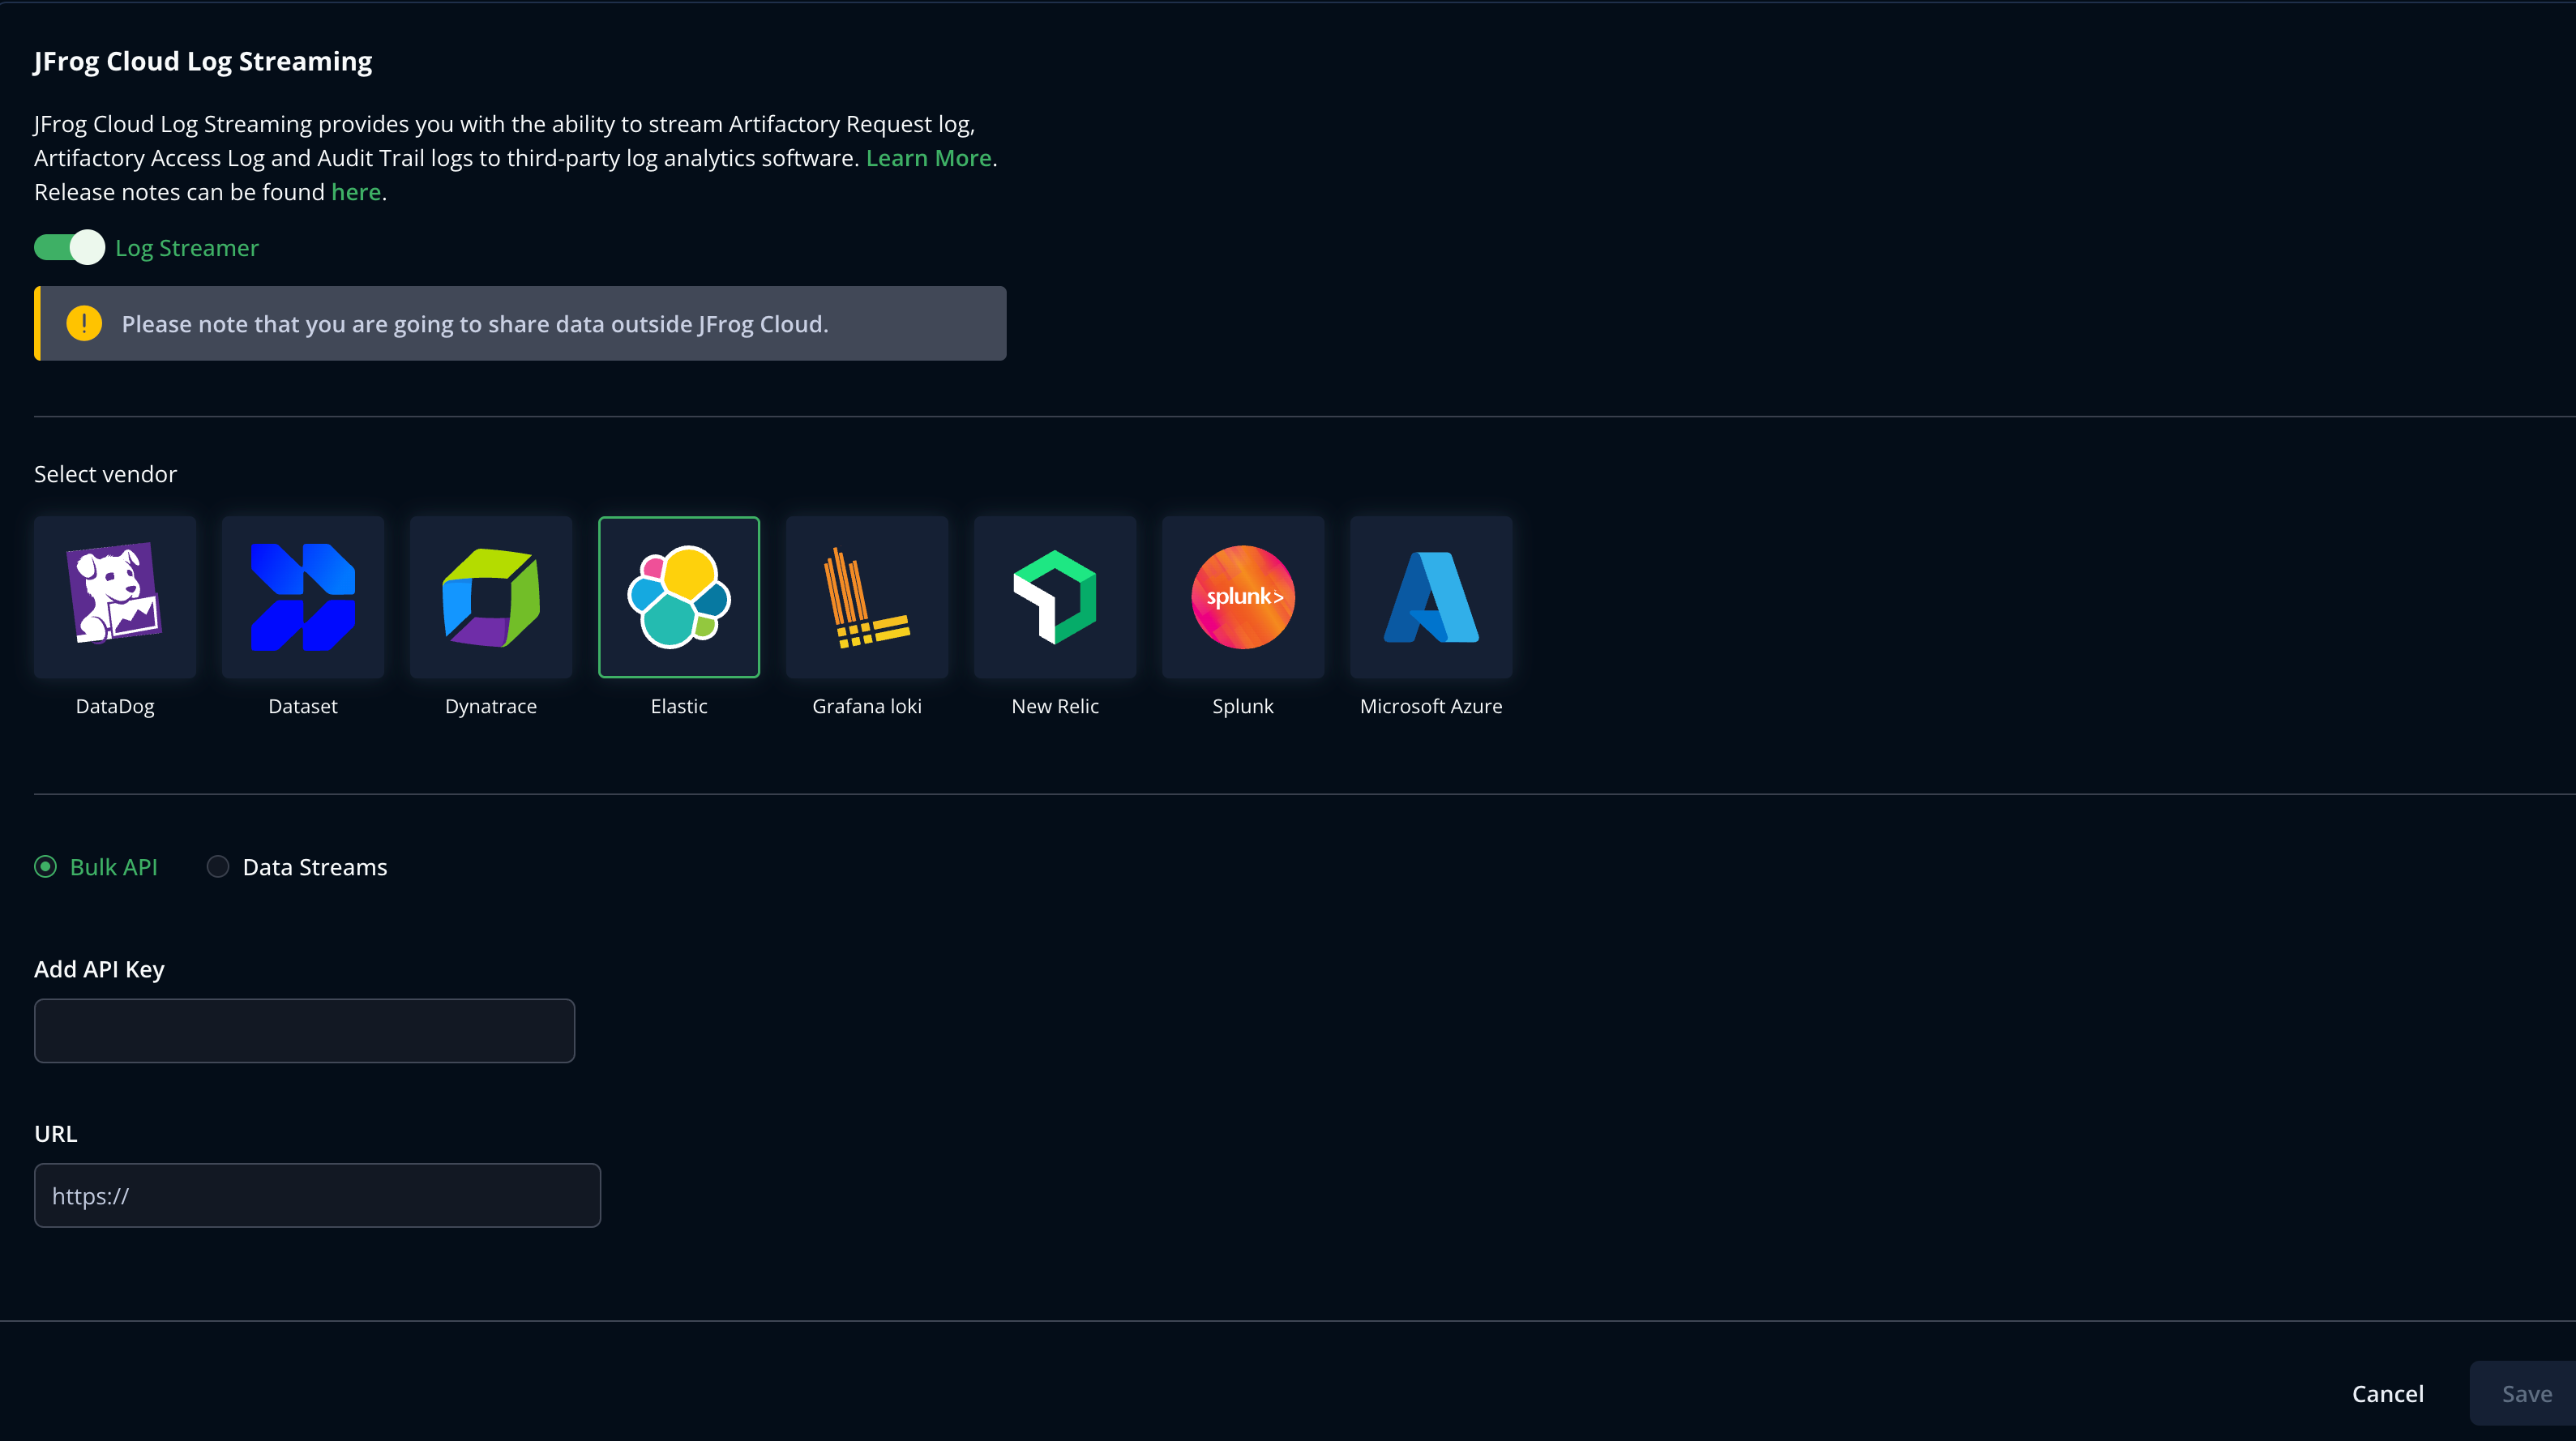 JFrog Cloud Log Streaming
JFrog Cloud Log Streaming provides you with the ability to stream Artifactory Request log,
Artifactory Access Log and Audit Trail logs to third-party log analytics software. Learn More.
Release notes can be found here.
Log Streamer
Please note that you are going to share data outside JFrog Cloud.
Select vendor
splunk>
DataDog
Dataset
Dynatrace
Elastic
Grafana loki
New Relic
Splunk
Microsoft Azure
Bulk API
Data Streams
Add API Key
URL
https://
Cancel
Save